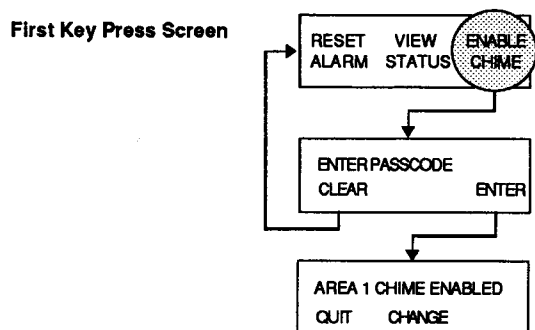 First Key Press Screen
RESET VIEW ENABLE
ALARM STATUS CHIME
ENTER PASSCODE
CLEAR ENTER
AREA 1 CHIME ENABLED
QUIT CHANGE